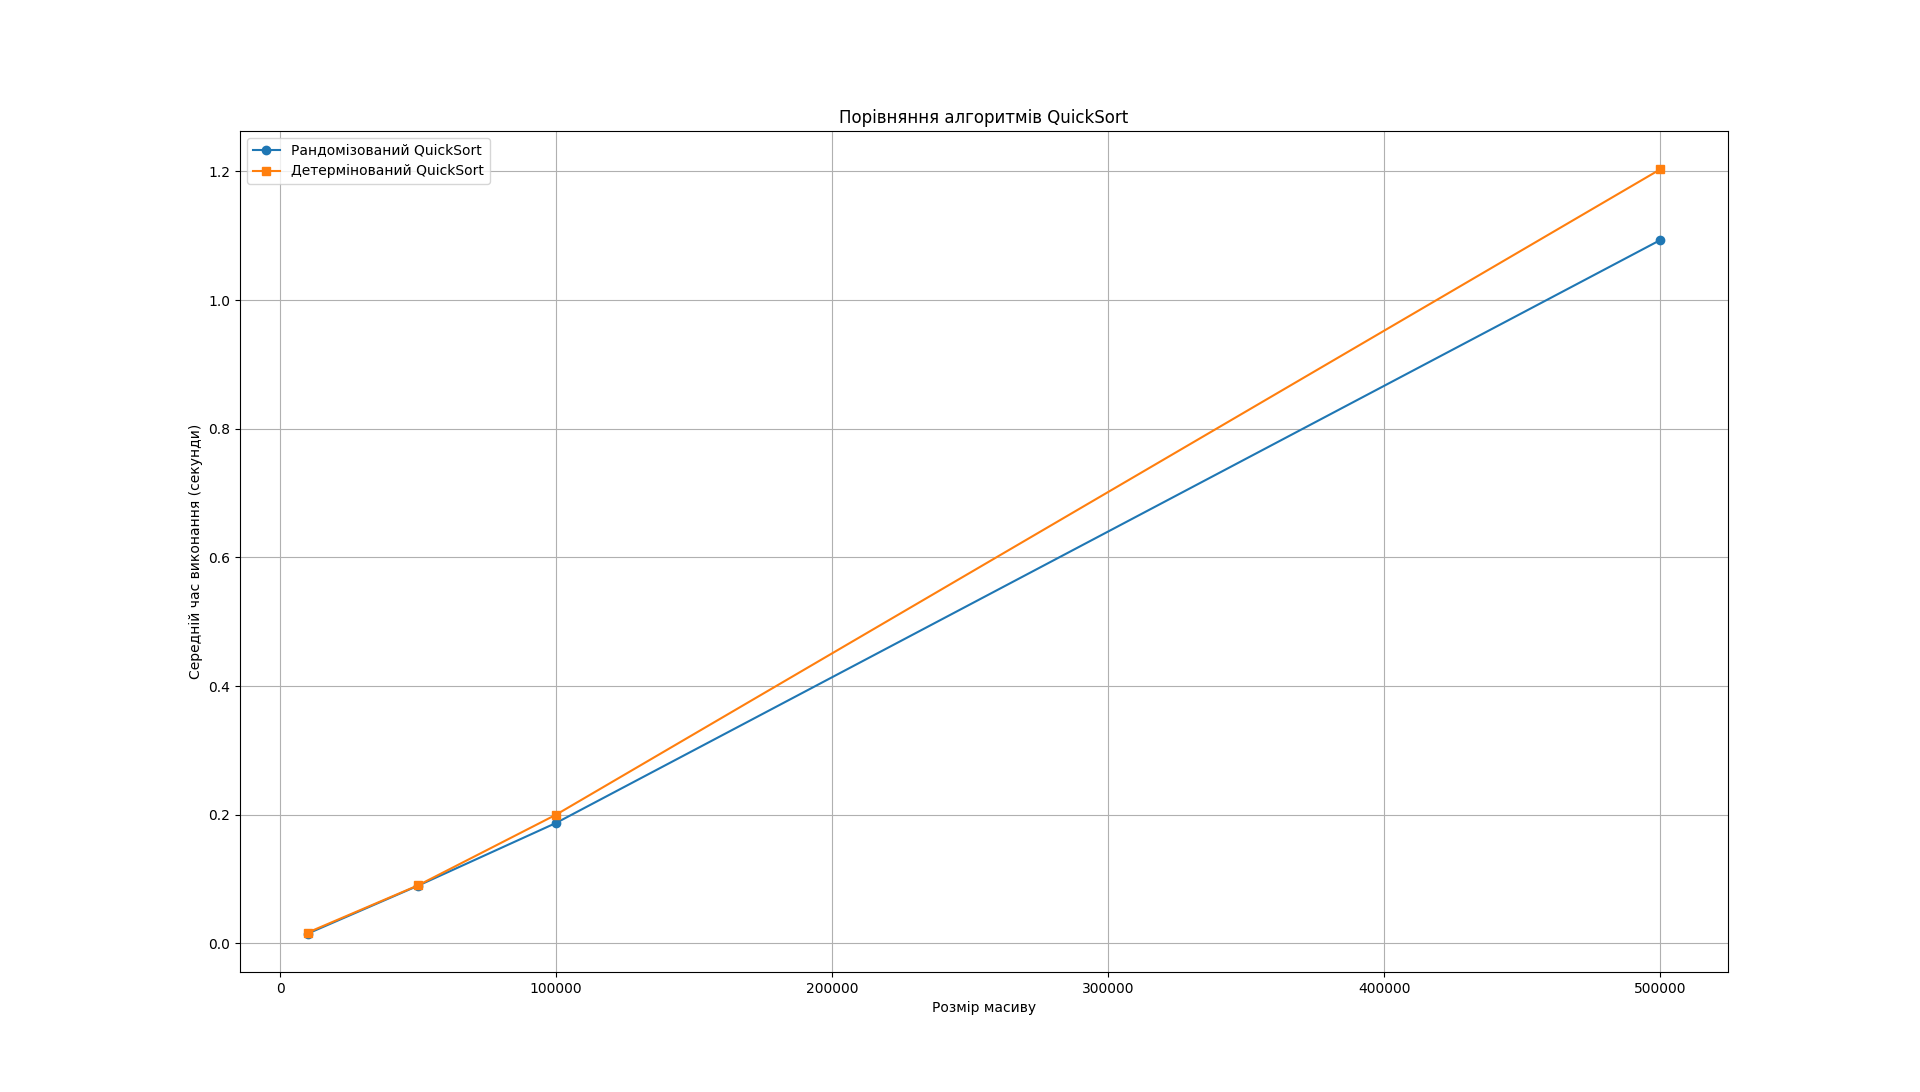 Порівняння алгоритмів QuickSort
Рандомізований QuickSort
Детермінований QuickSort
1.2
1.0
0.8
0.6
0.4
0.2
0.0
Середній час виконання (секунди)
0 100000 200000 300000 400000 500000
Розмір масиву